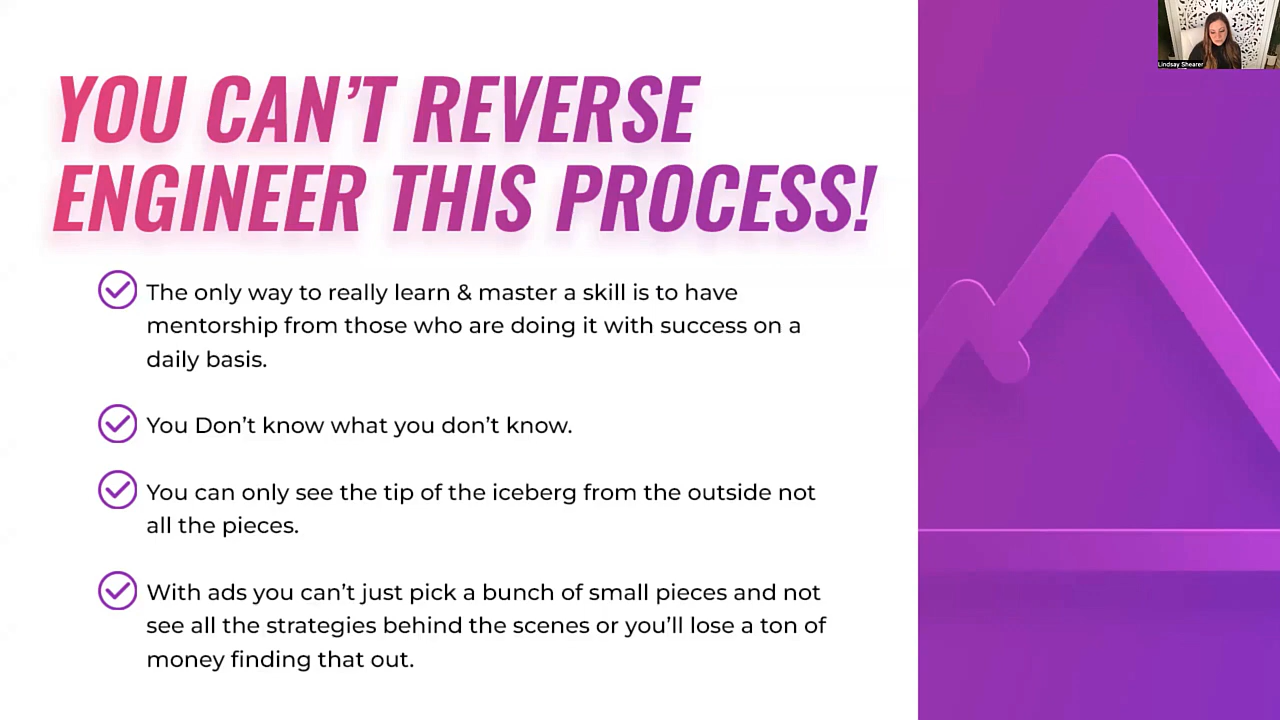 YOU CAN'T REVERSE
ENGINEER THIS PROCESS!
The only way to really learn & master a skill is to have
mentorship from those who are doing it with success on a
daily basis.
You Don't know what you don't know.
You can only see the tip of the iceberg from the outside not
all the pieces.
With ads you can't just pick a bunch of small pieces and not
see all the strategies behind the scenes or you'll lose a ton of
money finding that out.
Lindsay Shearer